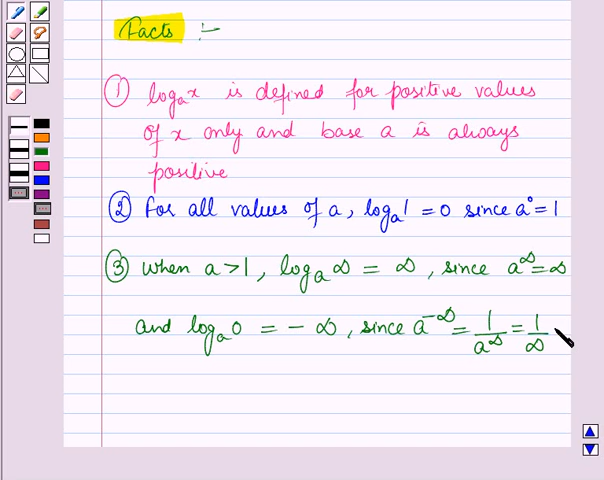 Facts :-
① logₐx is defined for positive values
of x only and base a is always
positive
② For all values of a, logₐ1 = 0 since a⁰ = 1
③ When a > 1, logₐ∞ = ∞, since a^∞ = ∞
and logₐ0 = -∞, since a^-∞ = 1/a^∞ = 1/∞